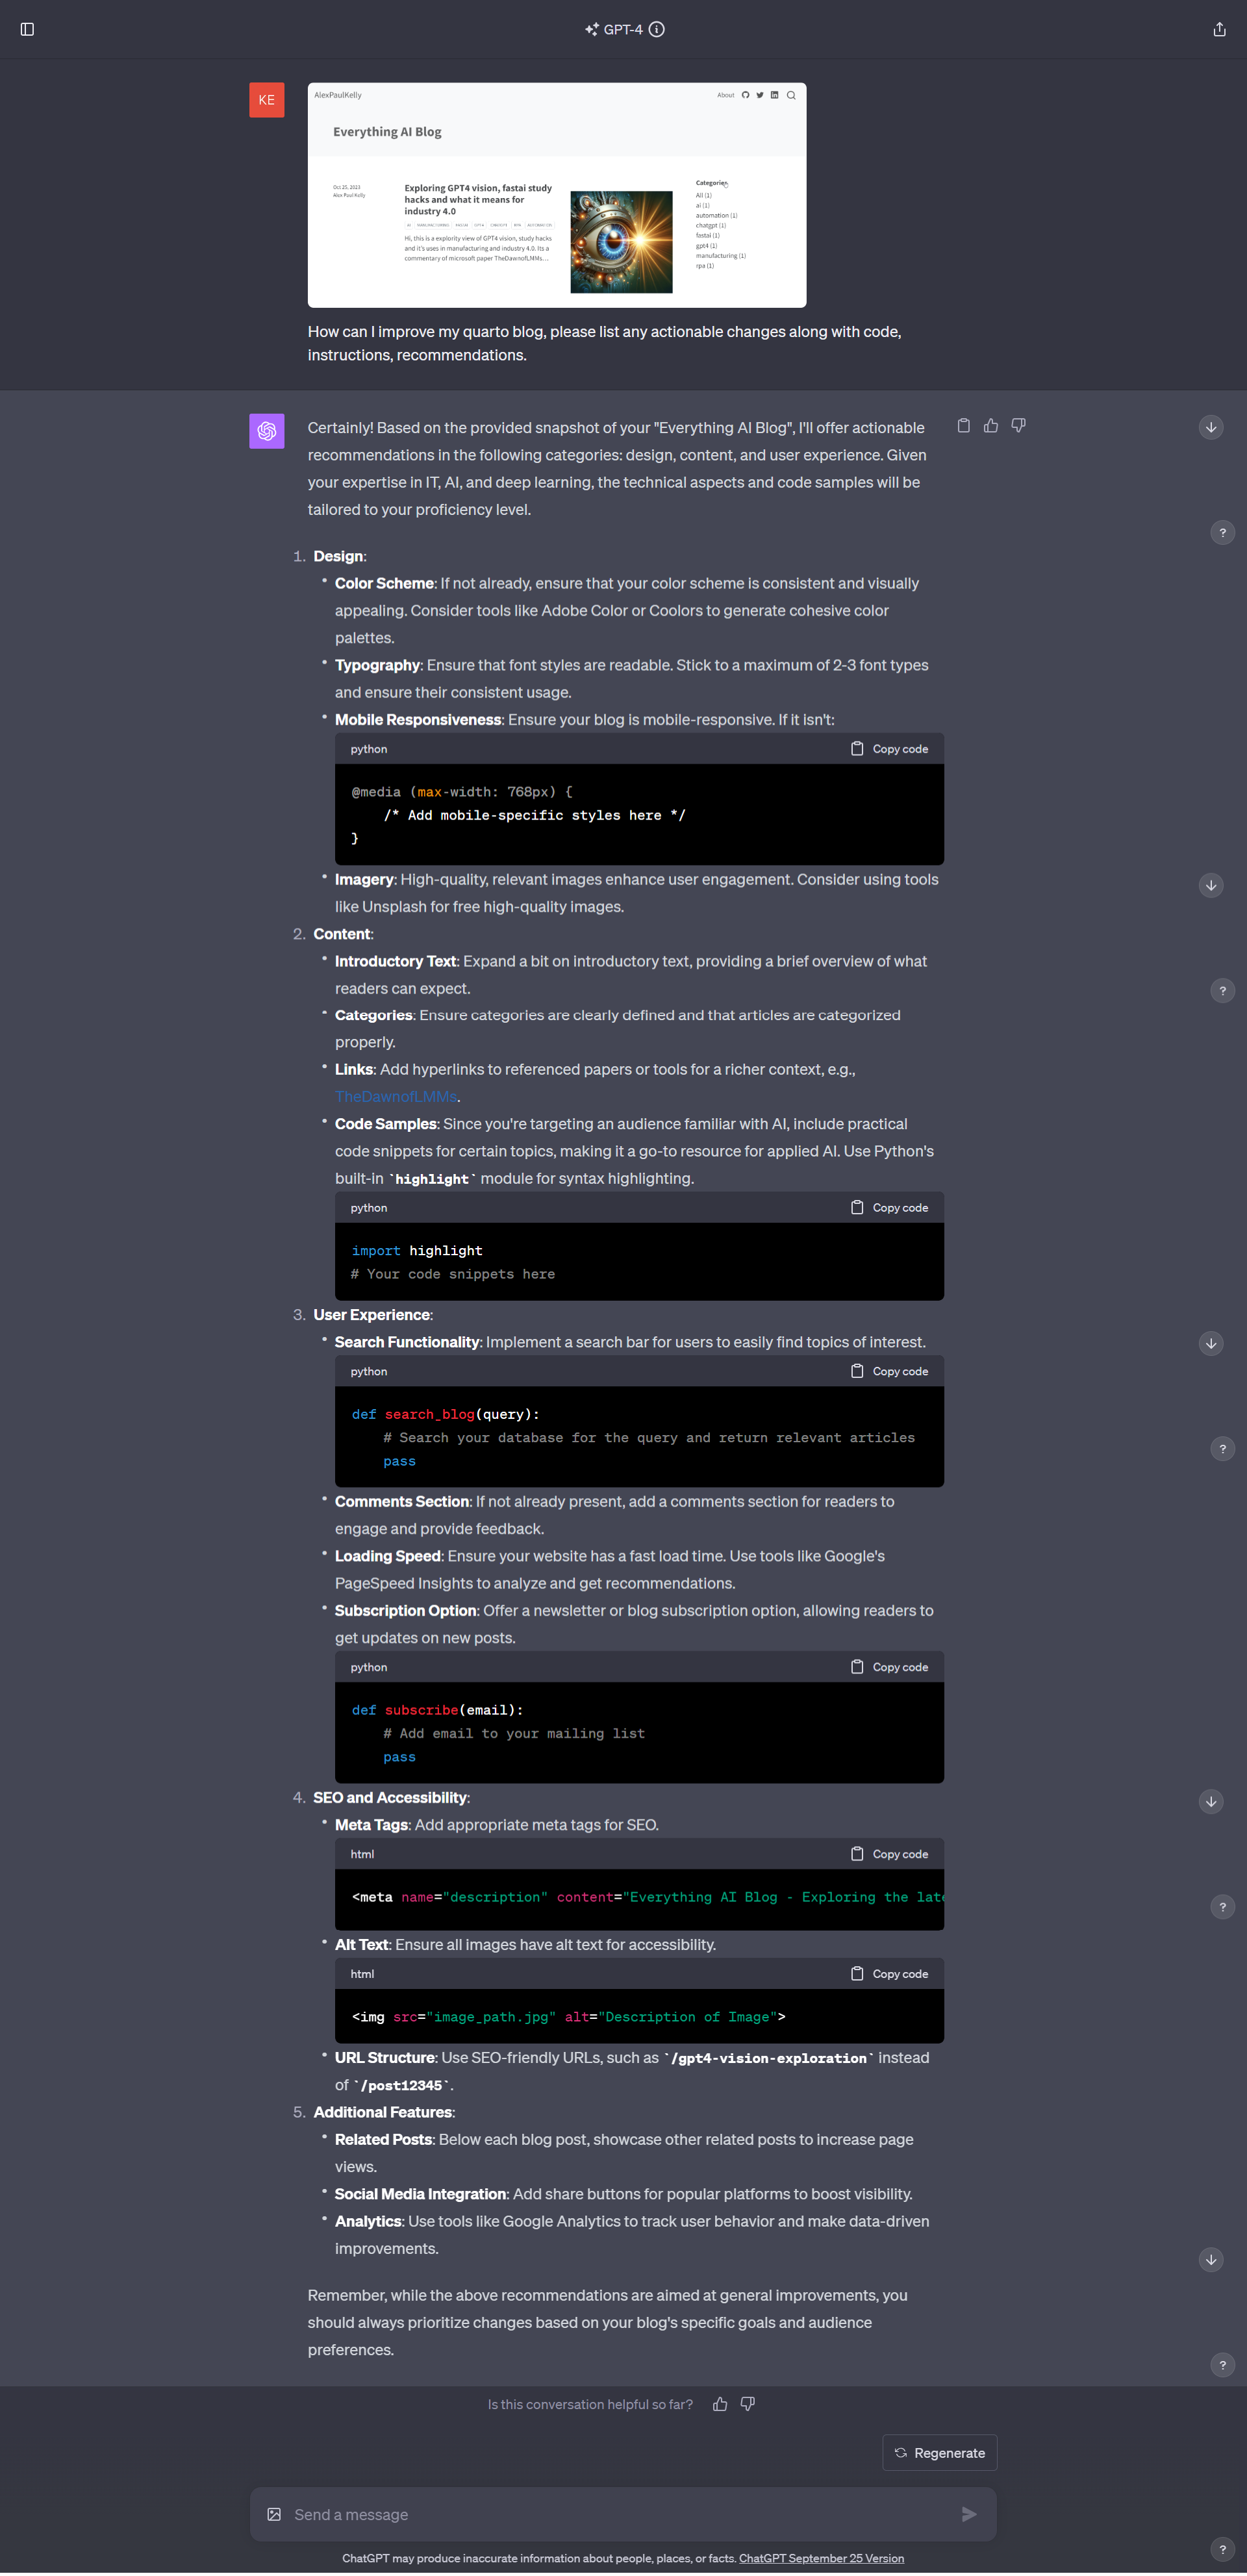 GPT-4
KE
AlexPaulKelly
About
Everything AI Blog
Oct 25, 2023
Alex Paul Kelly
Exploring GPT4 vision, fastai study
hacks and what it means for
industry 4.0
AI MANUFACTURING FASTAI GPT4 CHATGPT RPA AUTOMATION
Hi, this is a explority view of GPT4 vision, study hacks
and it's uses in manufacturing and industry 4.0. Its a
commentary of microsoft paper TheDawnofLMMs...
Categories
All (1)
ai (1)
automation (1)
chatgpt (1)
fastai (1)
gpt4 (1)
manufacturing (1)
rpa (1)
How can I improve my quarto blog, please list any actionable changes along with code,
instructions, recommendations.
Certainly! Based on the provided snapshot of your "Everything AI Blog", I'll offer actionable
recommendations in the following categories: design, content, and user experience. Given
your expertise in IT, AI, and deep learning, the technical aspects and code samples will be
tailored to your proficiency level.
1. Design:
• Color Scheme: If not already, ensure that your color scheme is consistent and visually
appealing. Consider tools like Adobe Color or Coolors to generate cohesive color
palettes.
• Typography: Ensure that font styles are readable. Stick to a maximum of 2-3 font types
and ensure their consistent usage.
• Mobile Responsiveness: Ensure your blog is mobile-responsive. If it isn't:
python Copy code
@media (max-width: 768px) {
/* Add mobile-specific styles here */
}
• Imagery: High-quality, relevant images enhance user engagement. Consider using tools
like Unsplash for free high-quality images.
2. Content:
• Introductory Text: Expand a bit on introductory text, providing a brief overview of what
readers can expect.
• Categories: Ensure categories are clearly defined and that articles are categorized
properly.
• Links: Add hyperlinks to referenced papers or tools for a richer context, e.g.,
TheDawnofLMMs.
• Code Samples: Since you're targeting an audience familiar with AI, include practical
code snippets for certain topics, making it a go-to resource for applied AI. Use Python's
built-in `highlight` module for syntax highlighting.
python Copy code
import highlight
# Your code snippets here
3. User Experience:
• Search Functionality: Implement a search bar for users to easily find topics of interest.
python Copy code
def search_blog(query):
# Search your database for the query and return relevant articles
pass
• Comments Section: If not already present, add a comments section for readers to
engage and provide feedback.
• Loading Speed: Ensure your website has a fast load time. Use tools like Google's
PageSpeed Insights to analyze and get recommendations.
• Subscription Option: Offer a newsletter or blog subscription option, allowing readers to
get updates on new posts.
python Copy code
def subscribe(email):
# Add email to your mailing list
pass
4. SEO and Accessibility:
• Meta Tags: Add appropriate meta tags for SEO.
html Copy code
<meta name="description" content="Everything AI Blog - Exploring the late
• Alt Text: Ensure all images have alt text for accessibility.
html Copy code
<img src="image_path.jpg" alt="Description of Image">
• URL Structure: Use SEO-friendly URLs, such as `/gpt4-vision-exploration` instead
of `/post12345`.
5. Additional Features:
• Related Posts: Below each blog post, showcase other related posts to increase page
views.
• Social Media Integration: Add share buttons for popular platforms to boost visibility.
• Analytics: Use tools like Google Analytics to track user behavior and make data-driven
improvements.
Remember, while the above recommendations are aimed at general improvements, you
should always prioritize changes based on your blog's specific goals and audience
preferences.
Is this conversation helpful so far?
Regenerate
Send a message
ChatGPT may produce inaccurate information about people, places, or facts. ChatGPT September 25 Version
?
?
?
?
?
?